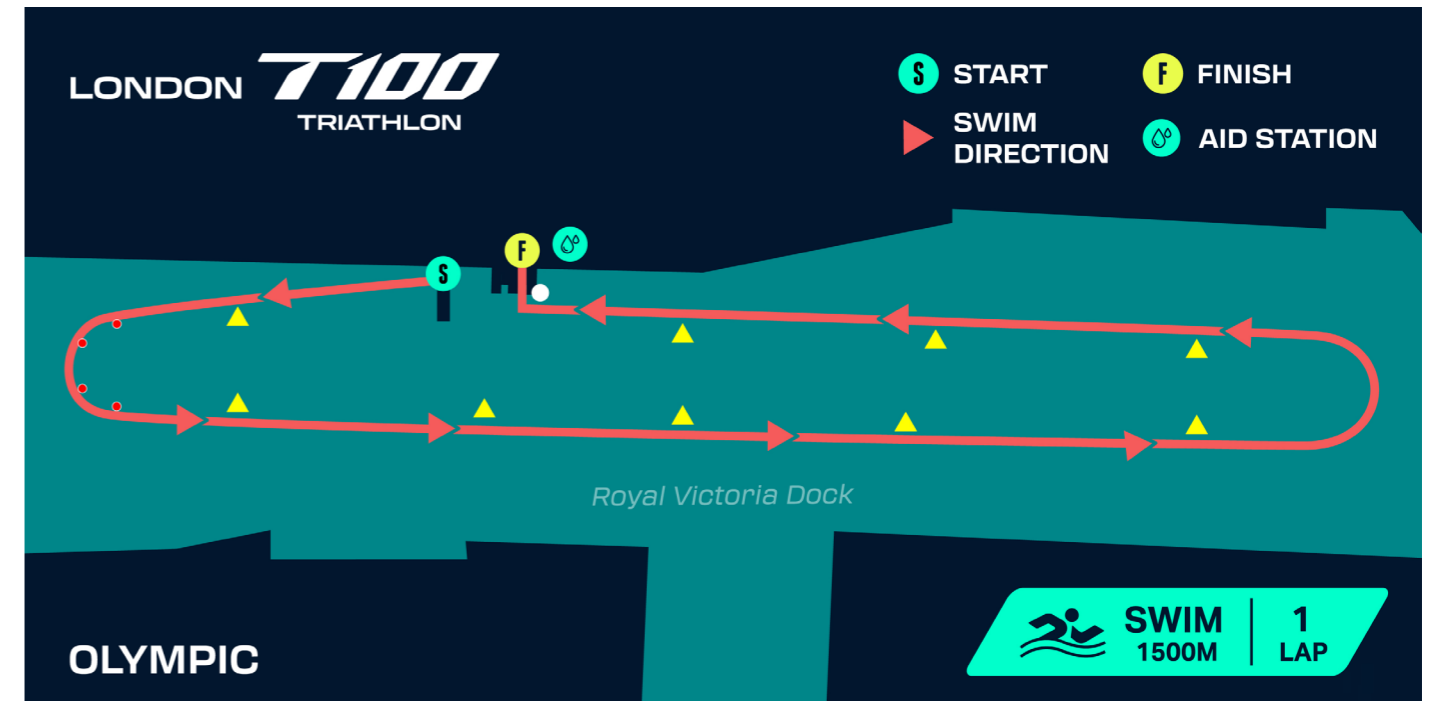 LONDON T100
TRIATHLON
S START
F FINISH
SWIM
DIRECTION
AID STATION
F
S
Royal Victoria Dock
OLYMPIC
SWIM
1500M
1
LAP